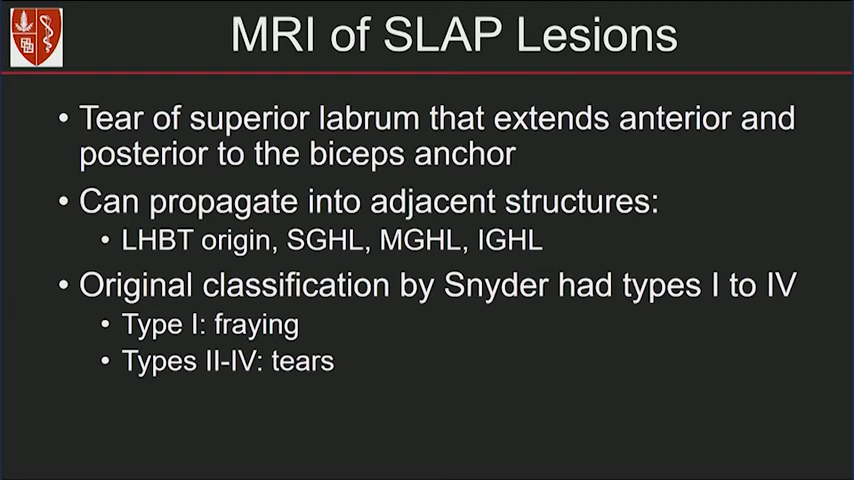 MRI of SLAP Lesions
• Tear of superior labrum that extends anterior and
posterior to the biceps anchor
• Can propagate into adjacent structures:
• LHBT origin, SGHL, MGHL, IGHL
• Original classification by Snyder had types I to IV
• Type I: fraying
• Types II-IV: tears